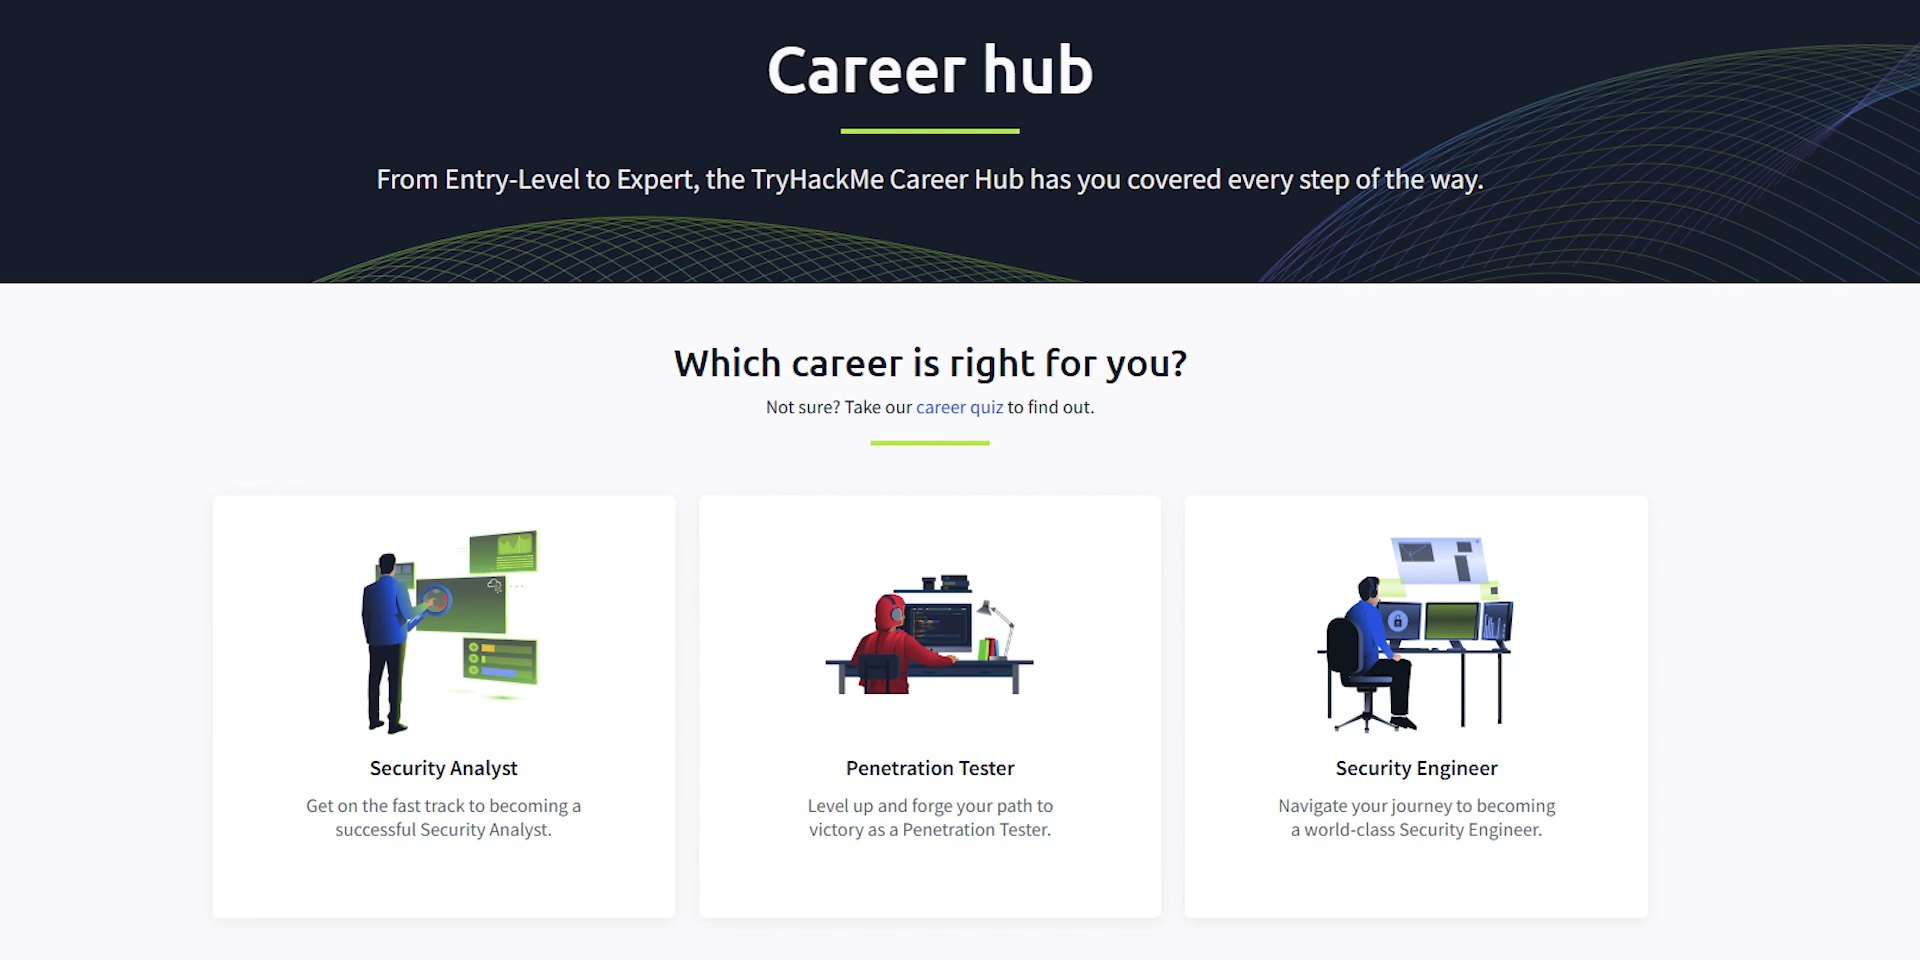 Career hub
From Entry-Level to Expert, the TryHackMe Career Hub has you covered every step of the way.
Which career is right for you?
Not sure? Take our career quiz to find out.
Security Analyst
Get on the fast track to becoming a
successful Security Analyst.
Penetration Tester
Level up and forge your path to
victory as a Penetration Tester.
Security Engineer
Navigate your journey to becoming
a world-class Security Engineer.